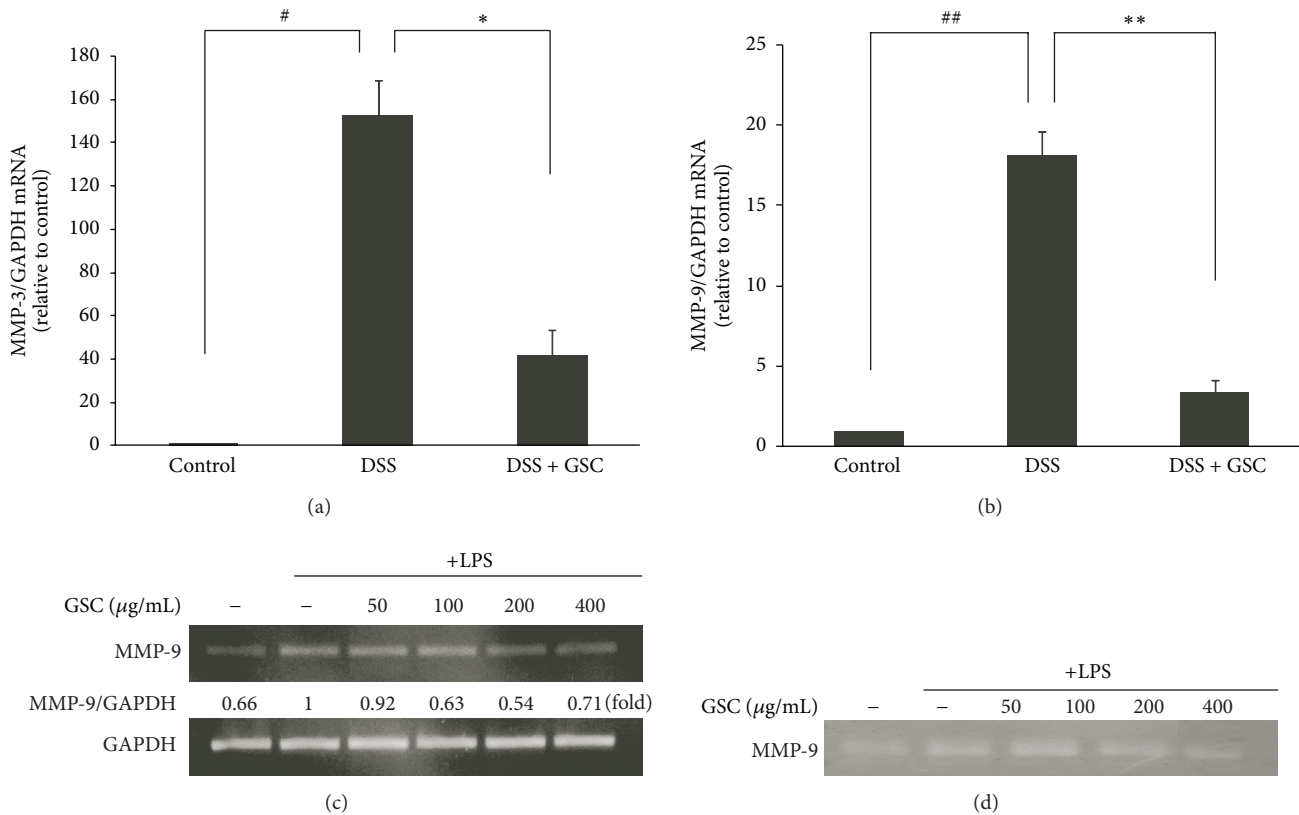 # *
180
160
140
120
100
80
60
40
20
0
MMP-3/GAPDH mRNA
(relative to control)
Control DSS DSS + GSC
(a)
## **
25
20
15
10
5
0
MMP-9/GAPDH mRNA
(relative to control)
Control DSS DSS + GSC
(b)
+LPS
GSC (μg/mL) – – 50 100 200 400
MMP-9
MMP-9/GAPDH 0.66 1 0.92 0.63 0.54 0.71 (fold)
GAPDH
(c)
+LPS
GSC (μg/mL) – – 50 100 200 400
MMP-9
(d)